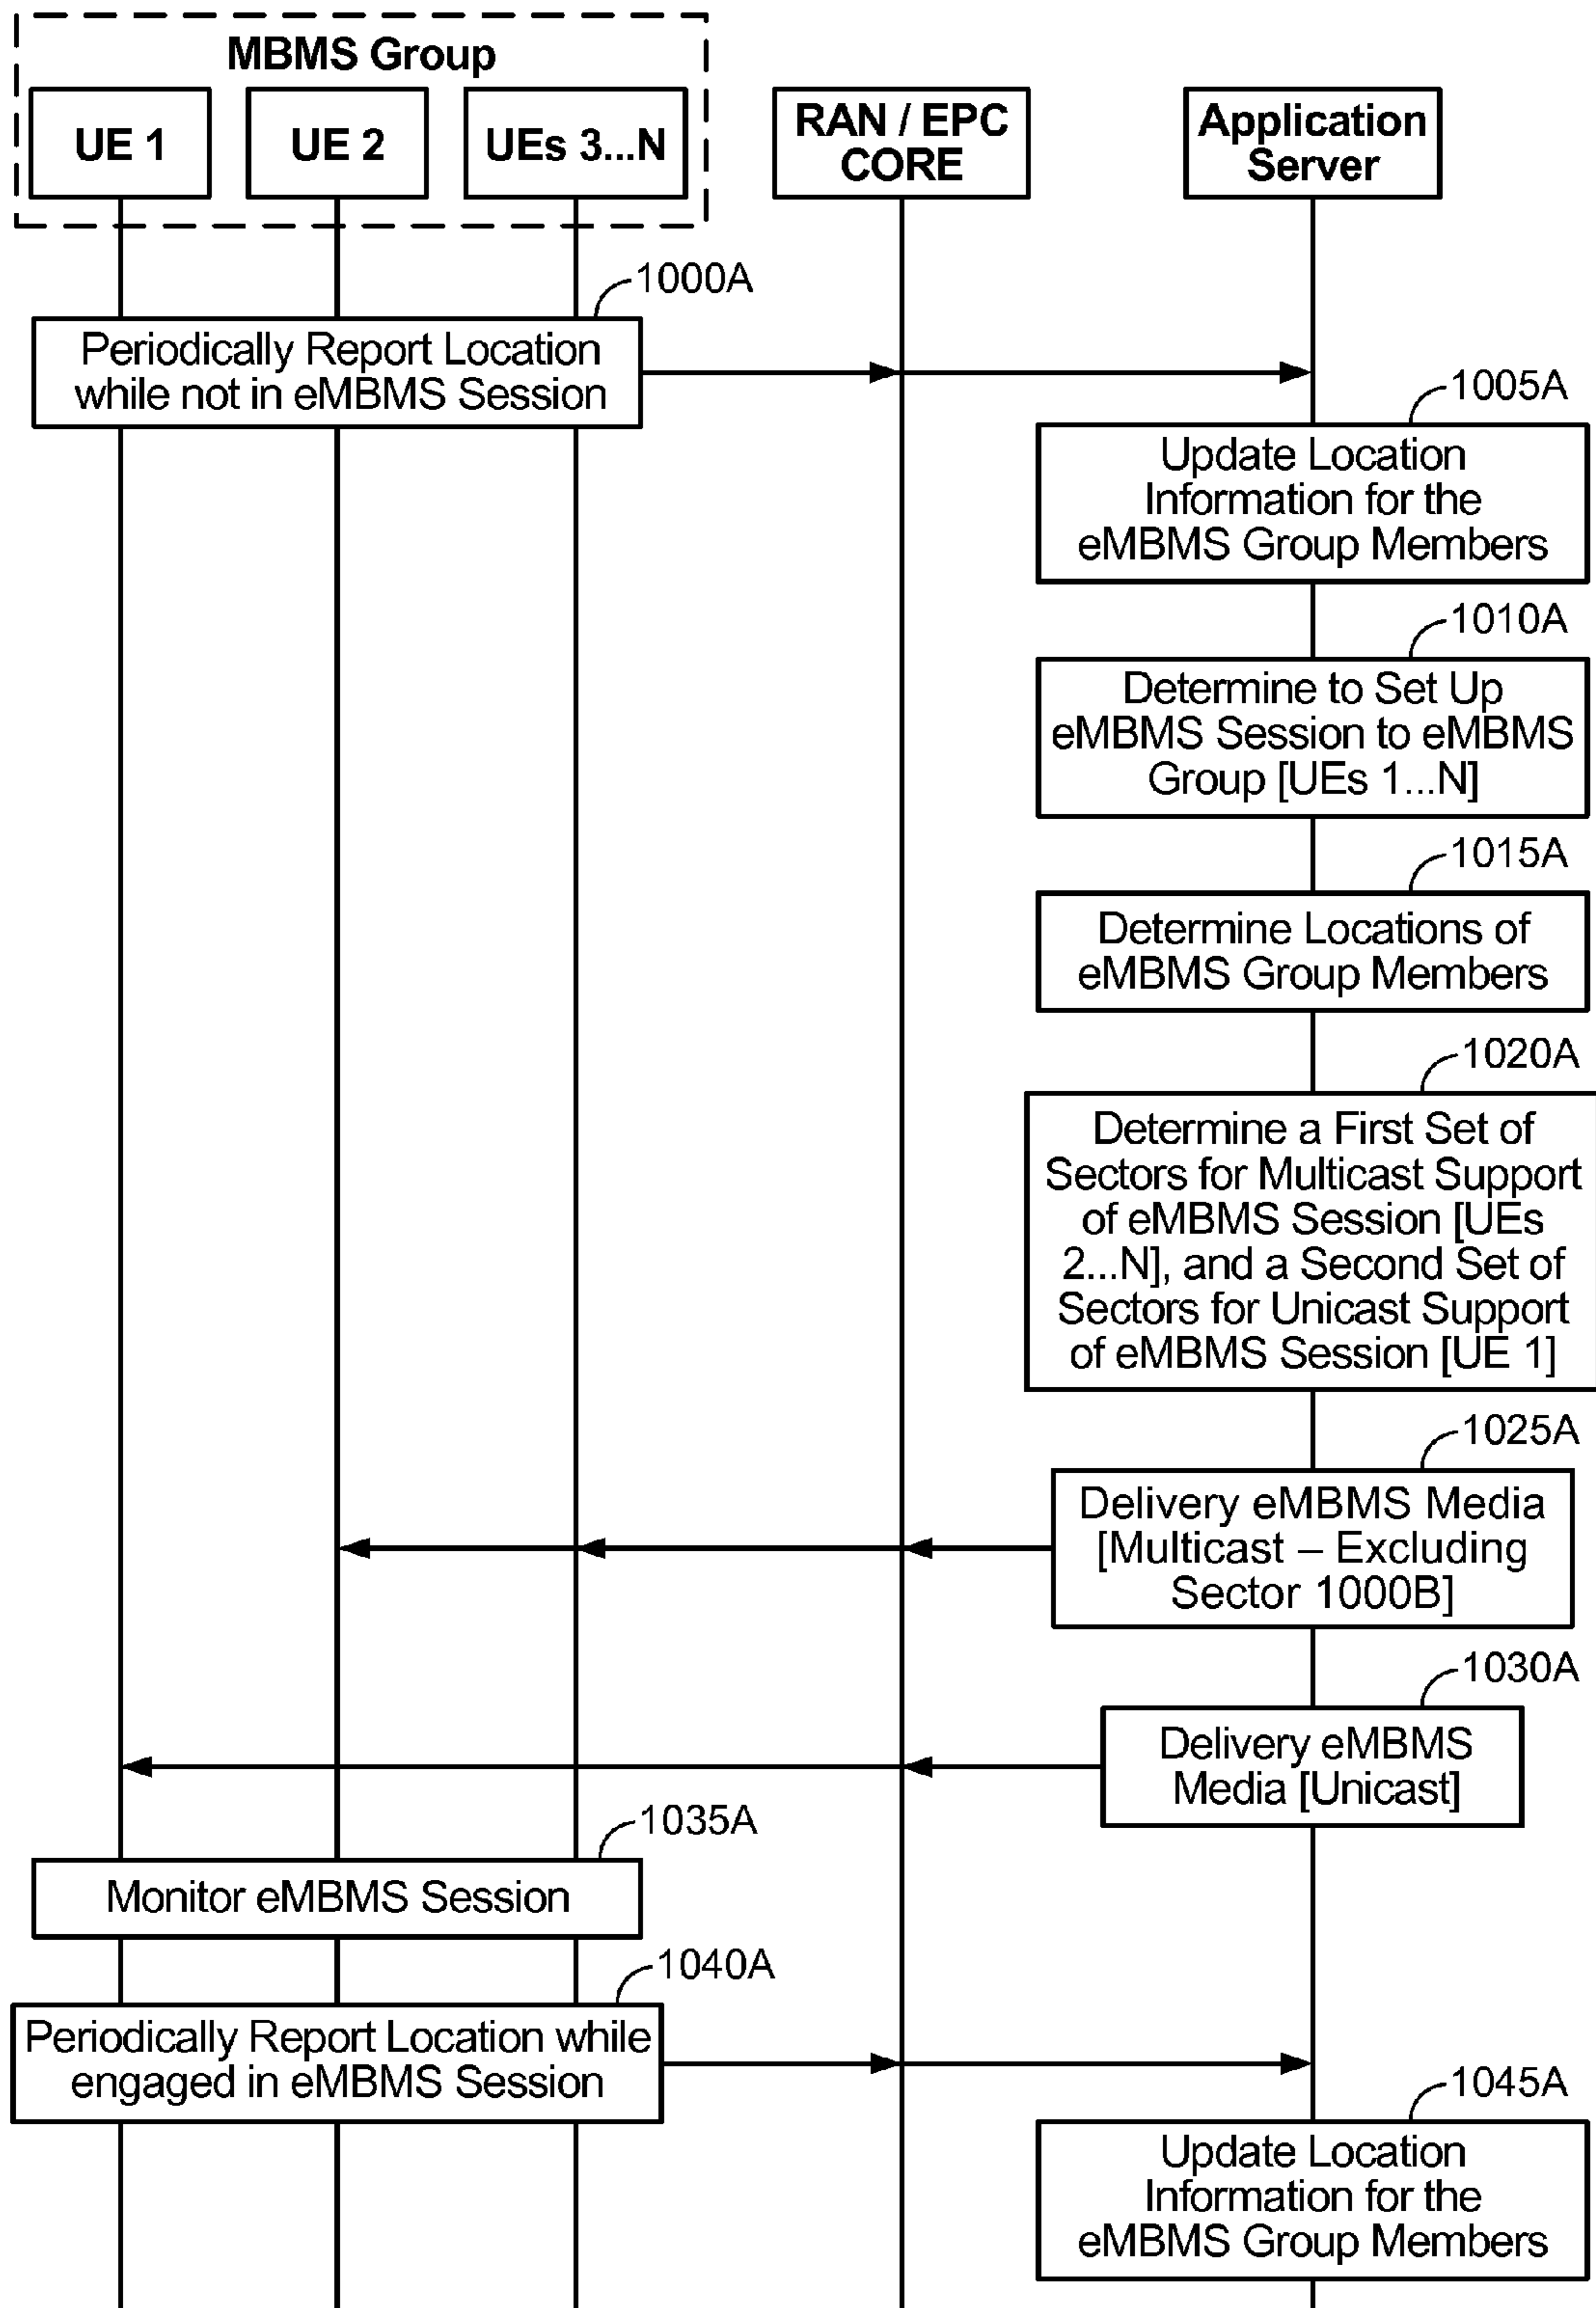 MBMS Group
UE 1
UE 2
UEs 3...N
RAN / EPC
CORE
Application
Server
1000A
Periodically Report Location
while not in eMBMS Session
1005A
Update Location
Information for the
eMBMS Group Members
1010A
Determine to Set Up
eMBMS Session to eMBMS
Group [UEs 1...N]
1015A
Determine Locations of
eMBMS Group Members
1020A
Determine a First Set of
Sectors for Multicast Support
of eMBMS Session [UEs
2...N], and a Second Set of
Sectors for Unicast Support
of eMBMS Session [UE 1]
1025A
Delivery eMBMS Media
[Multicast – Excluding
Sector 1000B]
1030A
Delivery eMBMS
Media [Unicast]
1035A
Monitor eMBMS Session
1040A
Periodically Report Location while
engaged in eMBMS Session
1045A
Update Location
Information for the
eMBMS Group Members